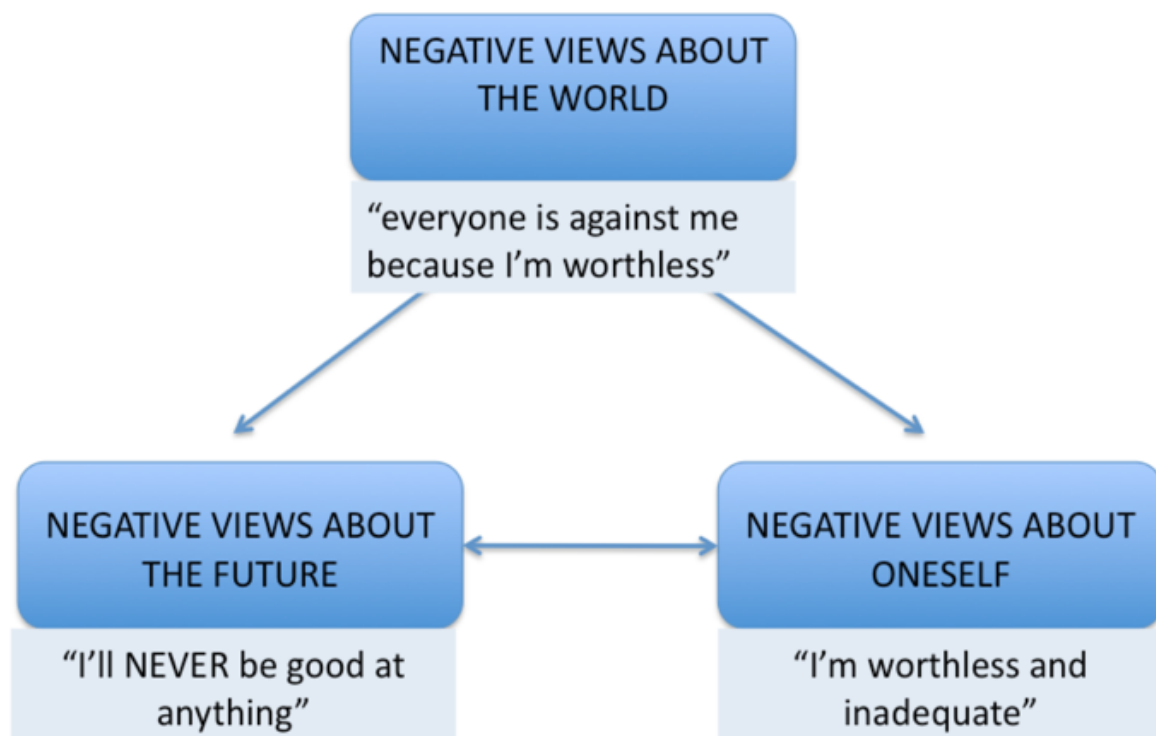 NEGATIVE VIEWS ABOUT
THE WORLD
“everyone is against me
because I’m worthless”
NEGATIVE VIEWS ABOUT
THE FUTURE
“I’ll NEVER be good at
anything”
NEGATIVE VIEWS ABOUT
ONESELF
“I’m worthless and
inadequate”